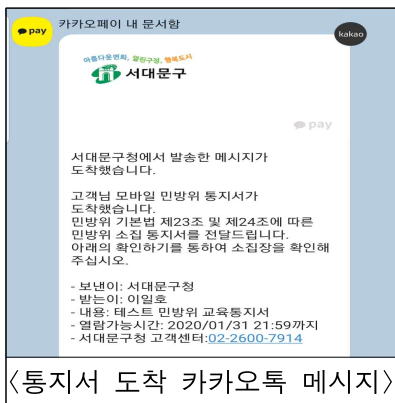 pay
카카오페이 내 문서함
kakao
아름다운변화, 열린구정, 행복도시
서대문구
pay
서대문구청에서 발송한 메시지가
도착했습니다.
고객님 모바일 민방위 통지서가
도착했습니다.
민방위 기본법 제23조 및 제24조에 따른
민방위 소집 통지서를 전달드립니다.
아래의 확인하기를 통하여 소집장을 확인해
주십시오.
- 보낸이: 서대문구청
- 받는이: 이일호
- 내용: 테스트 민방위 교육통지서
- 열람가능시간: 2020/01/31 21:59까지
- 서대문구청 고객센터:02-2600-7914
<통지서 도착 카카오톡 메시지>